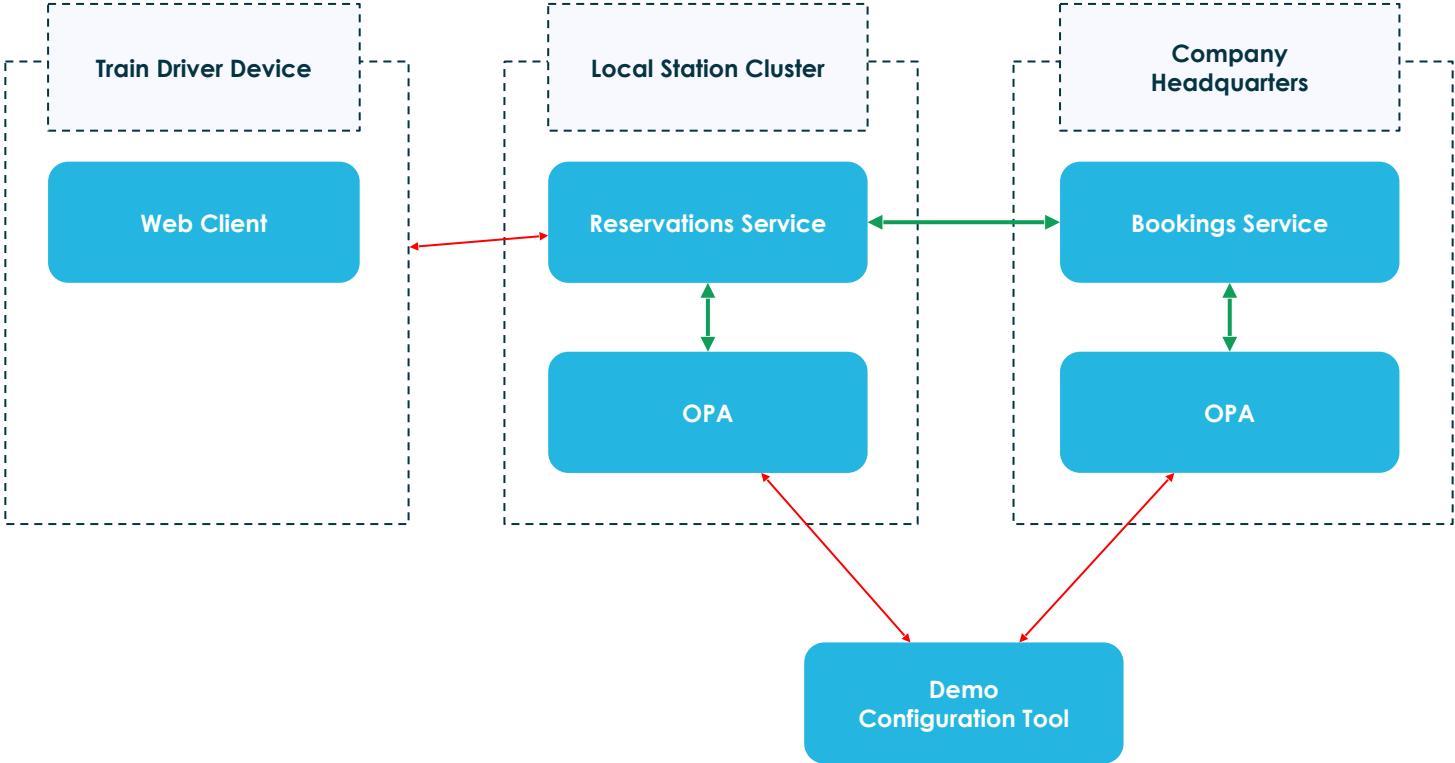 Train Driver Device
Local Station Cluster
Company
Headquarters
Web Client
Reservations Service
Bookings Service
OPA
OPA
Demo
Configuration Tool